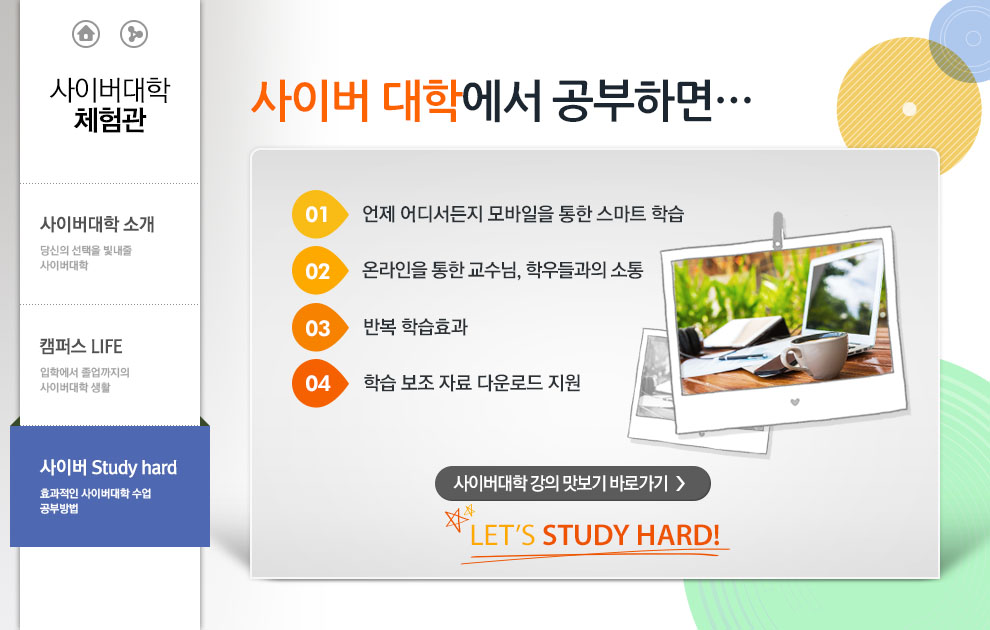 사이버대학
체험관
사이버대학 소개
당신의 선택을 빛내줄
사이버대학
캠퍼스 LIFE
입학에서 졸업까지의
사이버대학 생활
사이버 Study hard
효과적인 사이버대학 수업
공부방법
사이버 대학에서 공부하면…
01 언제 어디서든지 모바일을 통한 스마트 학습
02 온라인을 통한 교수님, 학우들과의 소통
03 반복 학습효과
04 학습 보조 자료 다운로드 지원
사이버대학 강의 맛보기 바로가기 >
LET'S STUDY HARD!